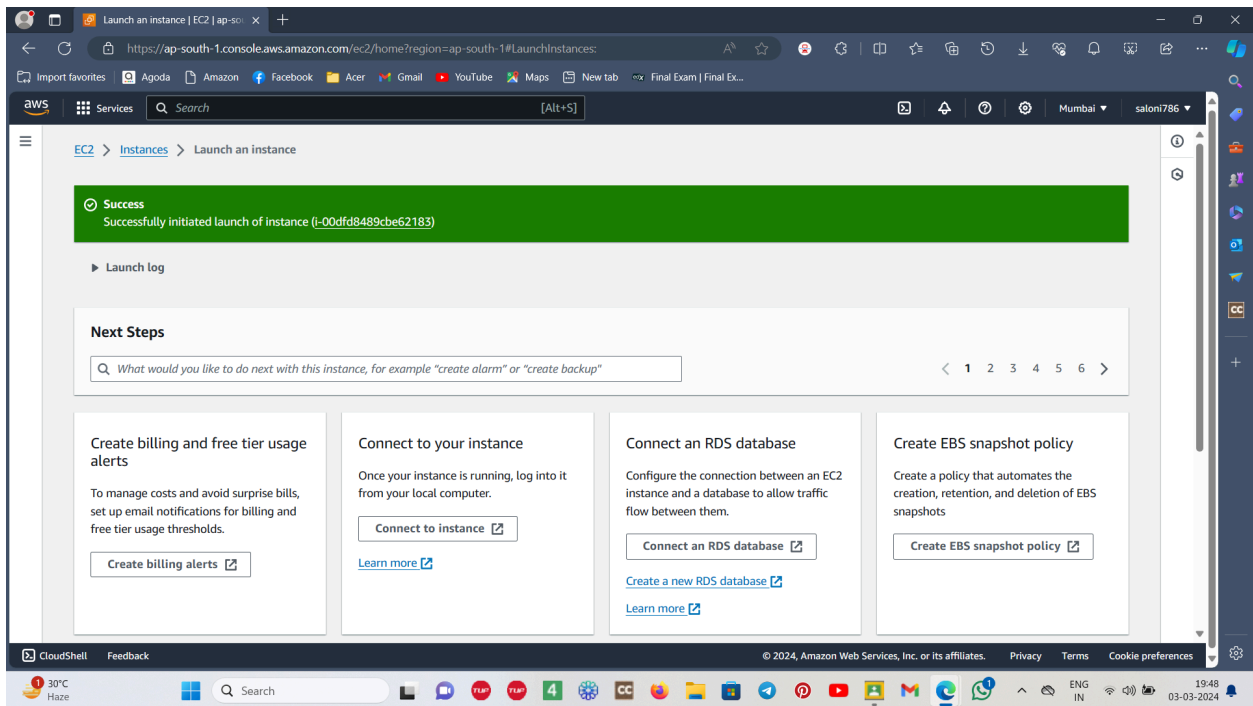 Launch an instance | EC2 | ap-sou
https://ap-south-1.console.aws.amazon.com/ec2/home?region=ap-south-1#LaunchInstances:
Import favorites Agoda Amazon Facebook Acer Gmail YouTube Maps New tab Final Exam | Final Ex...
aws Services Search [Alt+S] Mumbai saloni786
EC2 > Instances > Launch an instance
Success
Successfully initiated launch of instance (i-00dfd8489cbe62183)
Launch log
Next Steps
What would you like to do next with this instance, for example “create alarm” or “create backup”
1 2 3 4 5 6
Create billing and free tier usage
alerts
To manage costs and avoid surprise bills,
set up email notifications for billing and
free tier usage thresholds.
Create billing alerts
Connect to your instance
Once your instance is running, log into it
from your local computer.
Connect to instance
Learn more
Connect an RDS database
Configure the connection between an EC2
instance and a database to allow traffic
flow between them.
Connect an RDS database
Create a new RDS database
Learn more
Create EBS snapshot policy
Create a policy that automates the
creation, retention, and deletion of EBS
snapshots
Create EBS snapshot policy
CloudShell Feedback © 2024, Amazon Web Services, Inc. or its affiliates. Privacy Terms Cookie preferences
1 30°C
Haze
Search
TUF TUF 4 CC
1
ENG
IN
19:48
03-03-2024
CC